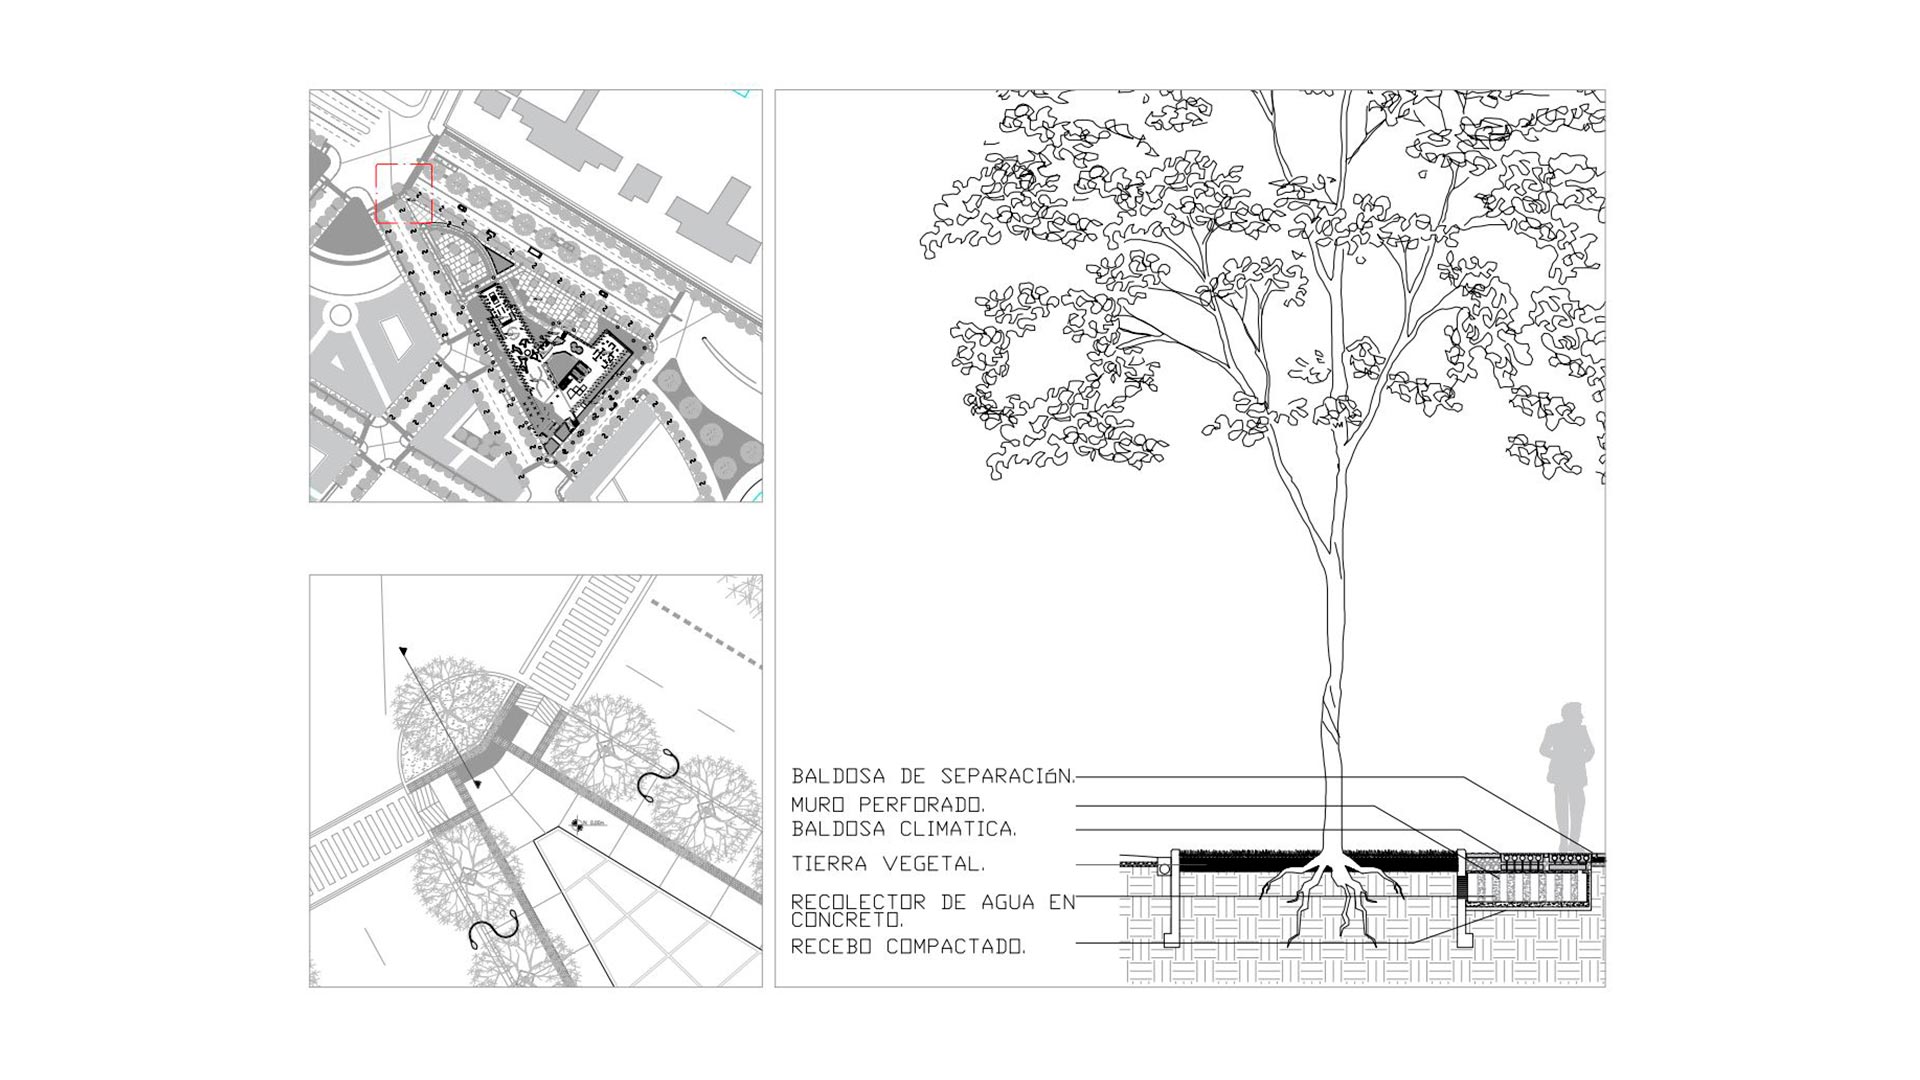 BALDOSA DE SEPARACIóN.
MURO PERFORADO.
BALDOSA CLIMATICA.
TIERRA VEGETAL.
RECOLECTOR DE AGUA EN
CONCRETO.
RECEBO COMPACTADO.